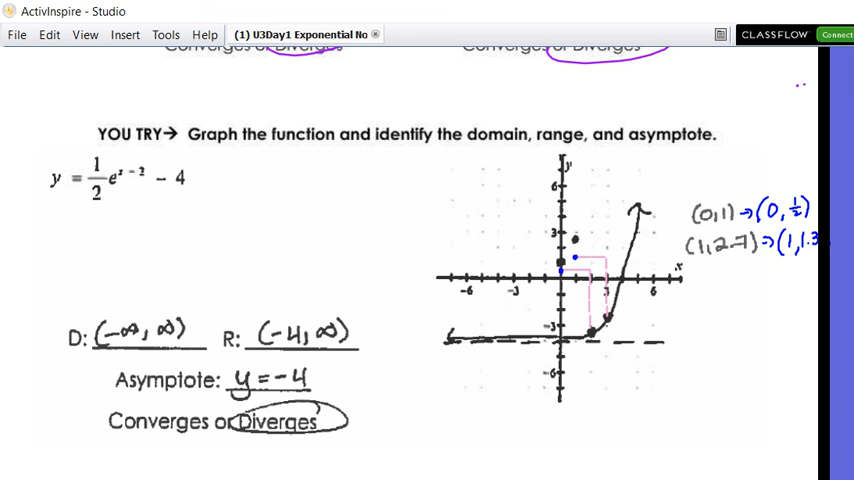 ActivInspire - Studio
File Edit View Insert Tools Help (1) U3Day1 Exponential No CLASSFLOW Connect
Converges or Diverges Converges or Diverges
YOU TRY→ Graph the function and identify the domain, range, and asymptote.
y = 1/2 e^(x - 2) - 4
y
6
3
x
-6 -3 3 6
-3
-6
(0,1)→(0,1/2)
(1,2.7)⇒(1,1.3
D: (-∞,∞) R: (-4,∞)
Asymptote: y=-4
Converges or Diverges